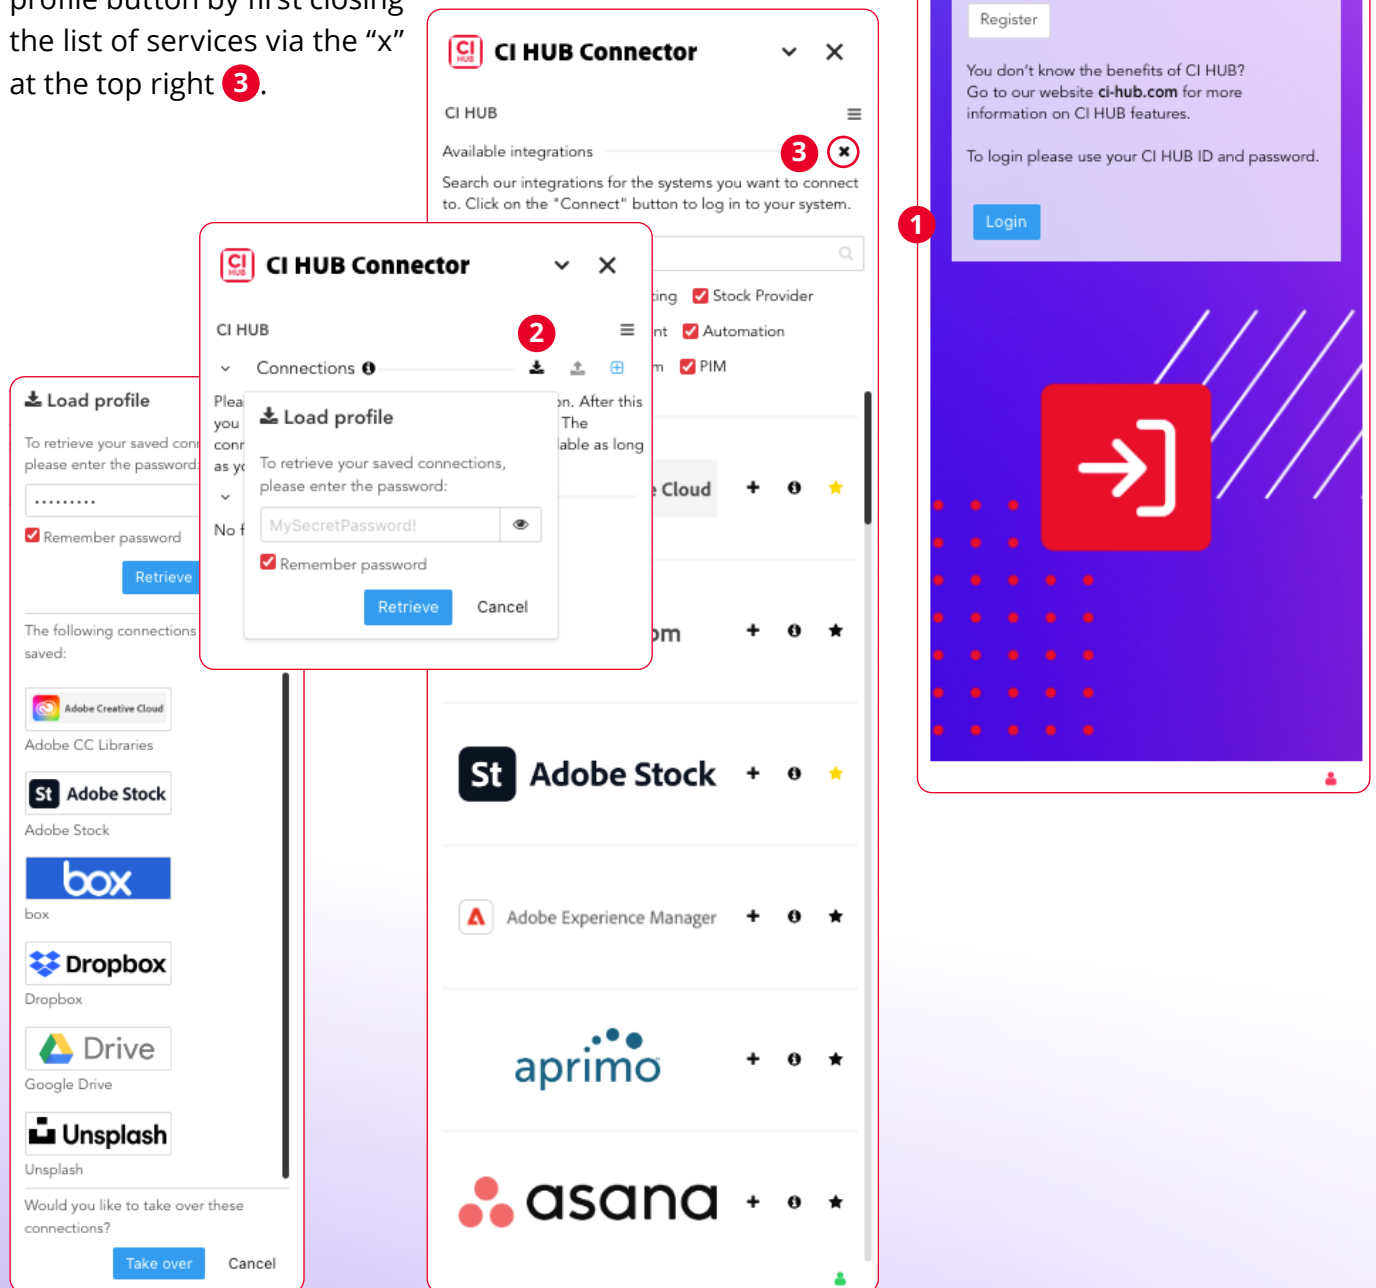 profile button by first closing
the list of services via the “x”
at the top right 3.
CI HUB
CI HUB Connector
CI HUB
Available integrations
3
Search our integrations for the systems you want to connect
to. Click on the "Connect" button to log in to your system.
Stock Provider
Automation
PIM
Cloud
St Adobe Stock
Adobe Experience Manager
aprimo
asana
CI HUB
CI HUB Connector
CI HUB
2
Connections
Load profile
To retrieve your saved connections,
please enter the password:
MySecretPassword!
Remember password
Retrieve Cancel
on. After this
you The
able as long
No
Load profile
To retrieve your saved
please enter the password:
Remember password
Retrieve
The following connections
saved:
Adobe Creative Cloud
Adobe CC Libraries
St Adobe Stock
Adobe Stock
box
box
Dropbox
Dropbox
Drive
Google Drive
Unsplash
Unsplash
Would you like to take over these
connections?
Take over Cancel
Register
You don’t know the benefits of CI HUB?
Go to our website ci-hub.com for more
information on CI HUB features.
To login please use your CI HUB ID and password.
1
Login